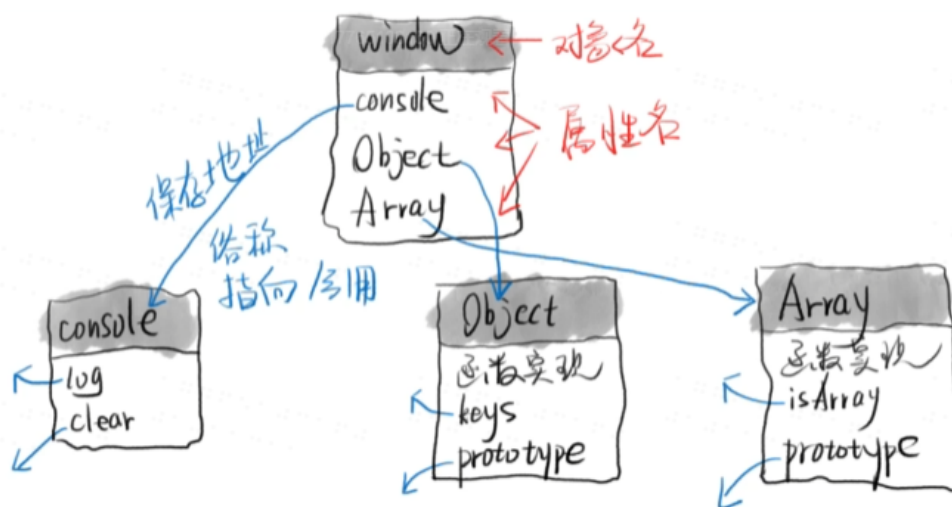 window
对象名
console
属性名
Object
Array
保存地址
俗称
指向/引用
console
log
clear
Object
函数实现
keys
prototype
Array
函数实现
isArray
prototype